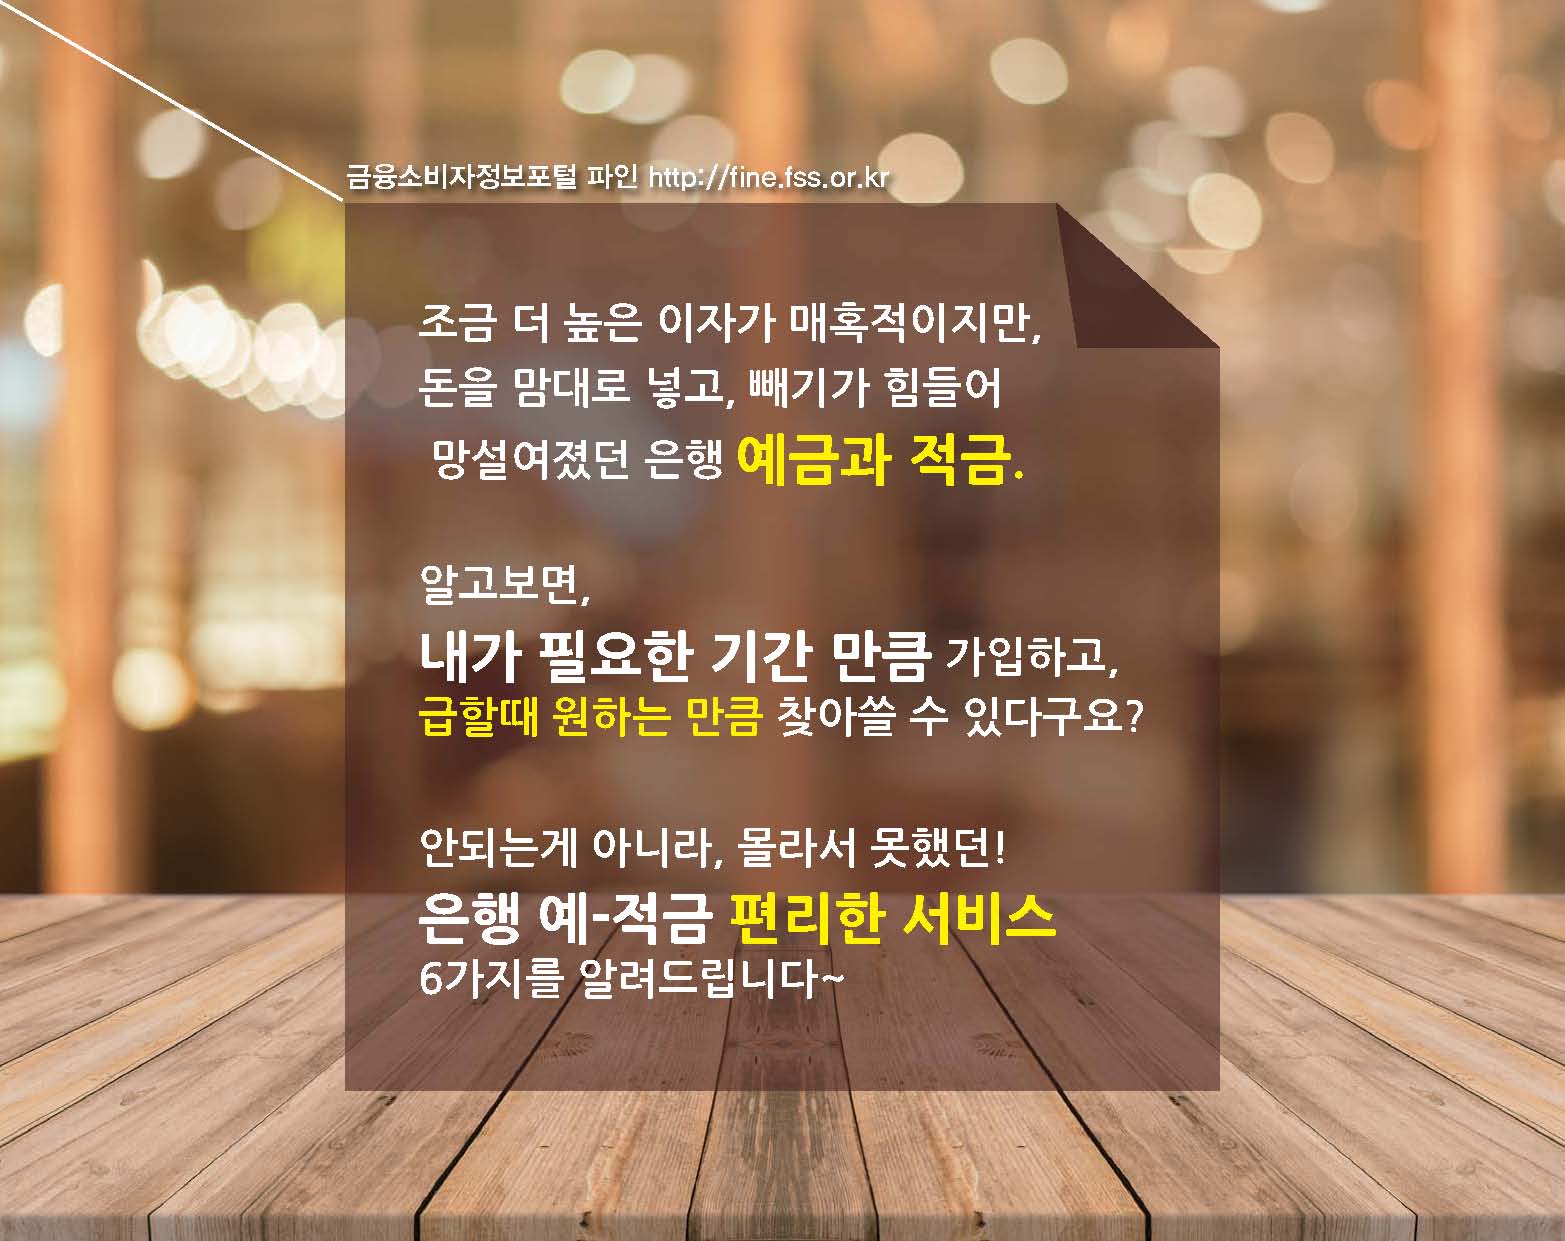 금융소비자정보포털 파인 http://fine.fss.or.kr
조금 더 높은 이자가 매혹적이지만,
돈을 맘대로 넣고, 빼기가 힘들어
망설여졌던 은행 예금과 적금.
알고보면,
내가 필요한 기간 만큼 가입하고,
급할때 원하는 만큼 찾아쓸 수 있다구요?
안되는게 아니라, 몰라서 못했던!
은행 예-적금 편리한 서비스
6가지를 알려드립니다~